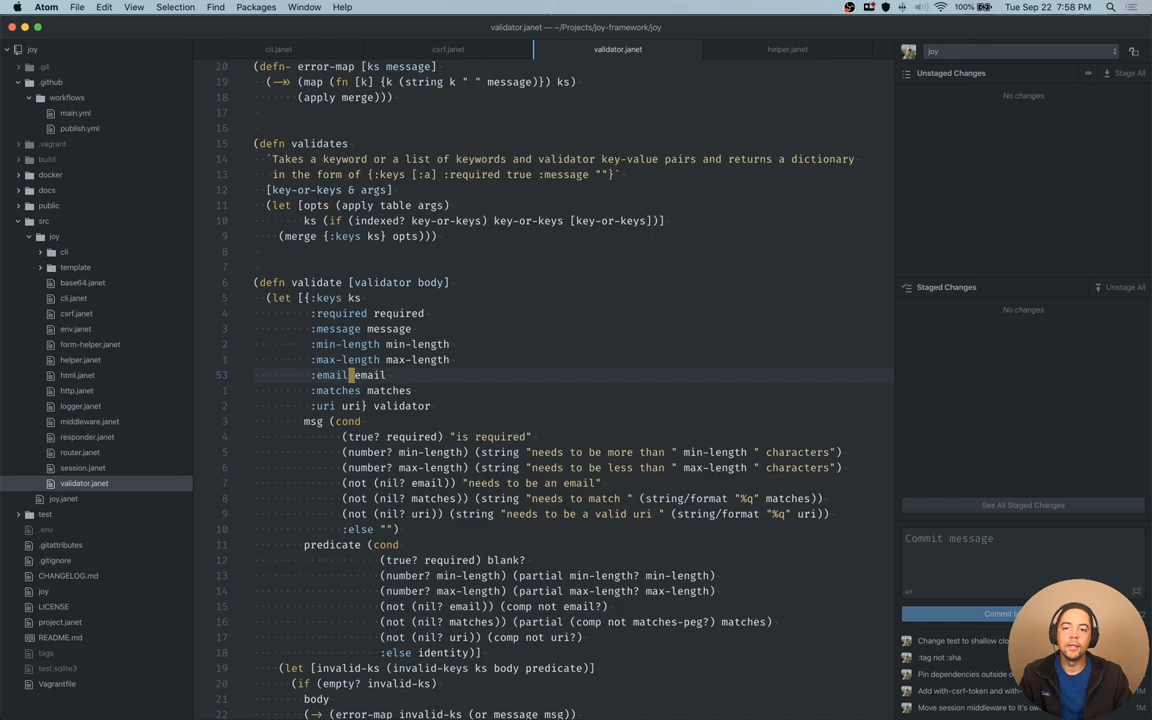 Atom File Edit View Selection Find Packages Window Help
100% Tue Sep 22 7:58 PM
validator.janet — ~/Projects/joy-framework/joy
joy
.git
.github
workflows
main.yml
publish.yml
.vagrant
build
docker
docs
public
src
joy
cli
template
base64.janet
cli.janet
csrf.janet
env.janet
form-helper.janet
helper.janet
html.janet
http.janet
logger.janet
middleware.janet
responder.janet
router.janet
session.janet
validator.janet
joy.janet
test
.env
.gitattributes
.gitignore
CHANGELOG.md
joy
LICENSE
project.janet
README.md
tags
test.sqlite3
Vagrantfile
cli.janet csrf.janet validator.janet helper.janet
20 (defn- error-map [ks message]
19 (->> (map (fn [k] {k (string k " " message)}) ks)
18 (apply merge)))
17
16
15 (defn validates
14 `Takes a keyword or a list of keywords and validator key-value pairs and returns a dictionary
13 in the form of {:keys [:a] :required true :message ""}`
12 [key-or-keys & args]
11 (let [opts (apply table args)
10 ks (if (indexed? key-or-keys) key-or-keys [key-or-keys])]
9 (merge {:keys ks} opts)))
8
7
6 (defn validate [validator body]
5 (let [{:keys ks
4 :required required
3 :message message
2 :min-length min-length
1 :max-length max-length
53 :email email
1 :matches matches
2 :uri uri} validator
3 msg (cond
4 (true? required) "is required"
5 (number? min-length) (string "needs to be more than " min-length " characters")
6 (number? max-length) (string "needs to be less than " max-length " characters")
7 (not (nil? email)) "needs to be an email"
8 (not (nil? matches)) (string "needs to match " (string/format "%q" matches))
9 (not (nil? uri)) (string "needs to be a valid uri " (string/format "%q" uri))
10 :else "")
11 predicate (cond
12 (true? required) blank?
13 (number? min-length) (partial min-length? min-length)
14 (number? max-length) (partial max-length? max-length)
15 (not (nil? email)) (comp not email?)
16 (not (nil? matches)) (partial (comp not matches-peg?) matches)
17 (not (nil? uri)) (comp not uri?)
18 :else identity)]
19 (let [invalid-ks (invalid-keys ks body predicate)]
20 (if (empty? invalid-ks)
21 body
22 (-> (error-map invalid-ks (or message msg))
joy
Unstaged Changes Stage All
No changes
Staged Changes Unstage All
No changes
See All Staged Changes
Commit message
Commit
Change test to shallow
:tag not :sha
Pin dependencies outside
Add with-csrf-token and
Move session middleware to it's 1M